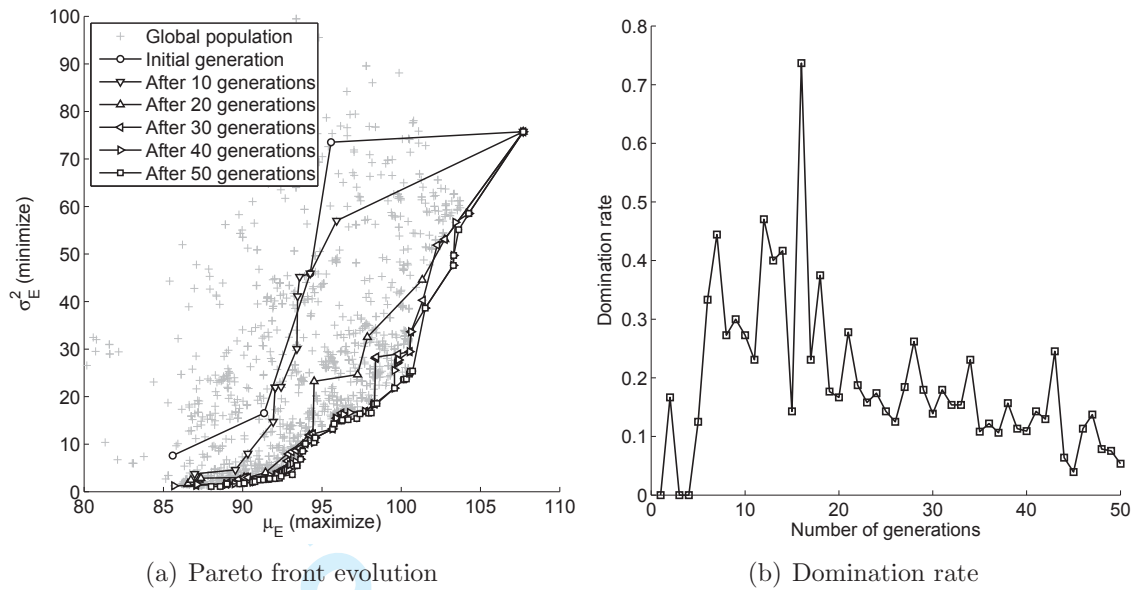 100
90
80
70
60
50
40
30
20
10
0
80
85
90
95
100
105
110
σ_E^2 (minimize)
μ_E (maximize)
Global population
Initial generation
After 10 generations
After 20 generations
After 30 generations
After 40 generations
After 50 generations
(a) Pareto front evolution
0.8
0.7
0.6
0.5
0.4
0.3
0.2
0.1
0
0
10
20
30
40
50
Domination rate
Number of generations
(b) Domination rate